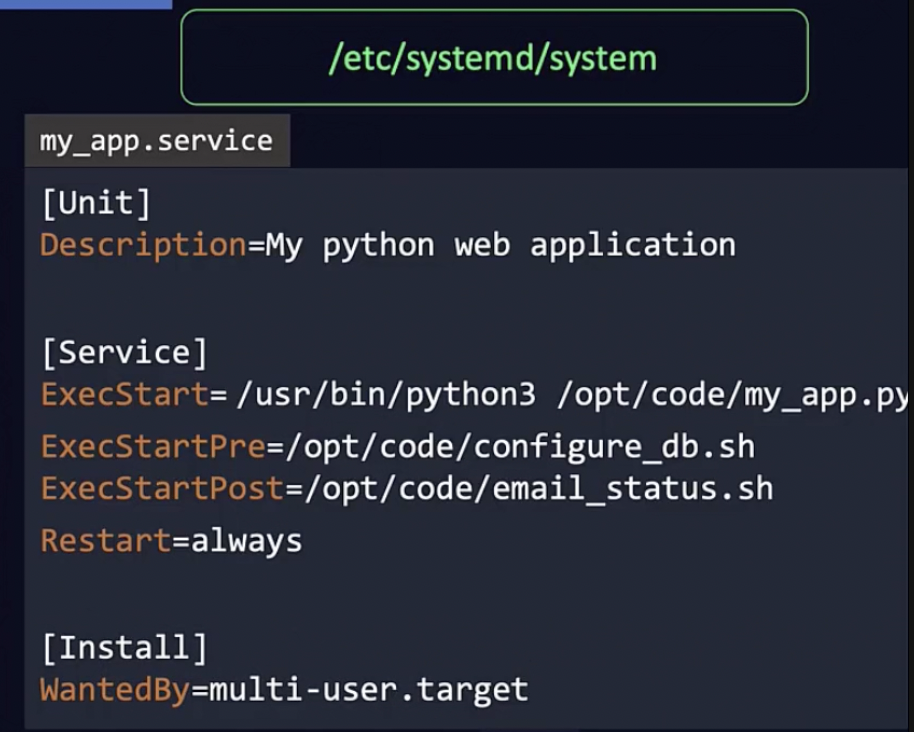 /etc/systemd/system
my_app.service
[Unit]
Description=My python web application
[Service]
ExecStart= /usr/bin/python3 /opt/code/my_app.py
ExecStartPre=/opt/code/configure_db.sh
ExecStartPost=/opt/code/email_status.sh
Restart=always
[Install]
WantedBy=multi-user.target